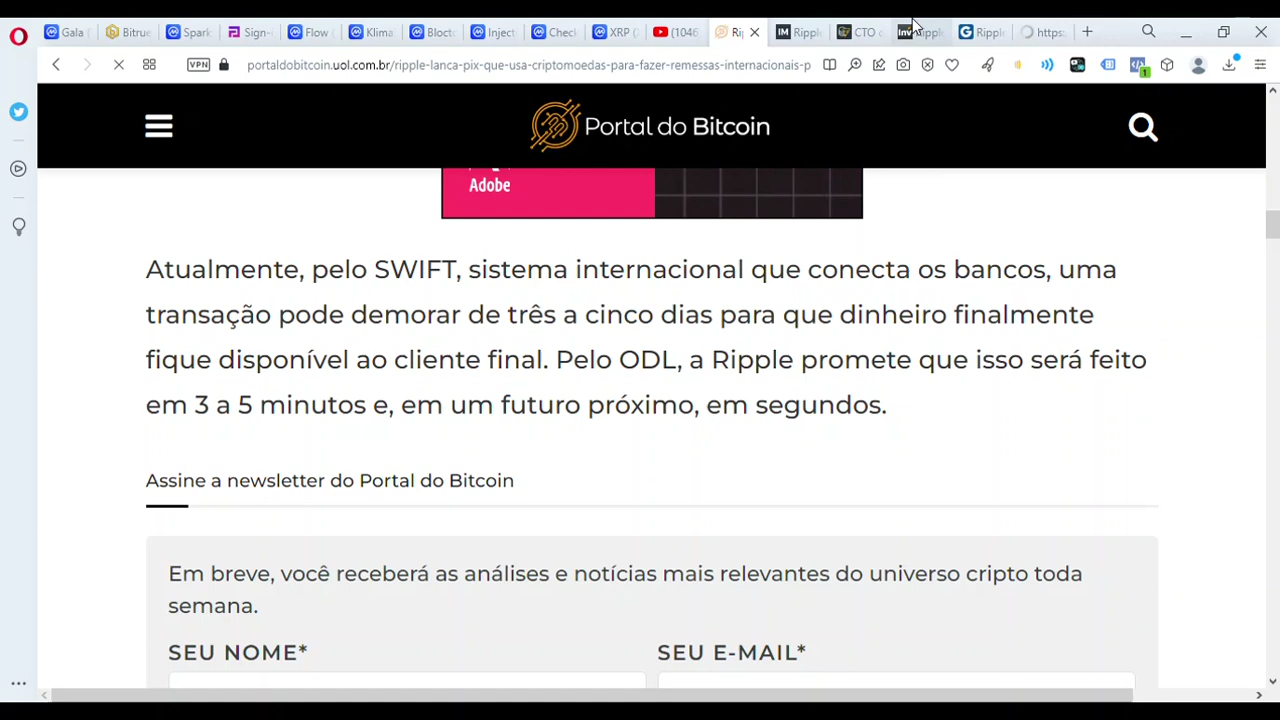 Gala (
Bitrue
Spark
Sign-
Flow
Klima
Blocto
Inject
Check
XRP (
(1046
Ri
Ripple
CTO d
Ripple
Ripple
https:
VPN
portaldobitcoin.uol.com.br/ripple-lanca-pix-que-usa-criptomoedas-para-fazer-remessas-internacionais-p
1
Portal do Bitcoin
Adobe
Atualmente, pelo SWIFT, sistema internacional que conecta os bancos, uma
transação pode demorar de três a cinco dias para que dinheiro finalmente
fique disponível ao cliente final. Pelo ODL, a Ripple promete que isso será feito
em 3 a 5 minutos e, em um futuro próximo, em segundos.
Assine a newsletter do Portal do Bitcoin
Em breve, você receberá as análises e notícias mais relevantes do universo cripto toda
semana.
SEU NOME*
SEU E-MAIL*